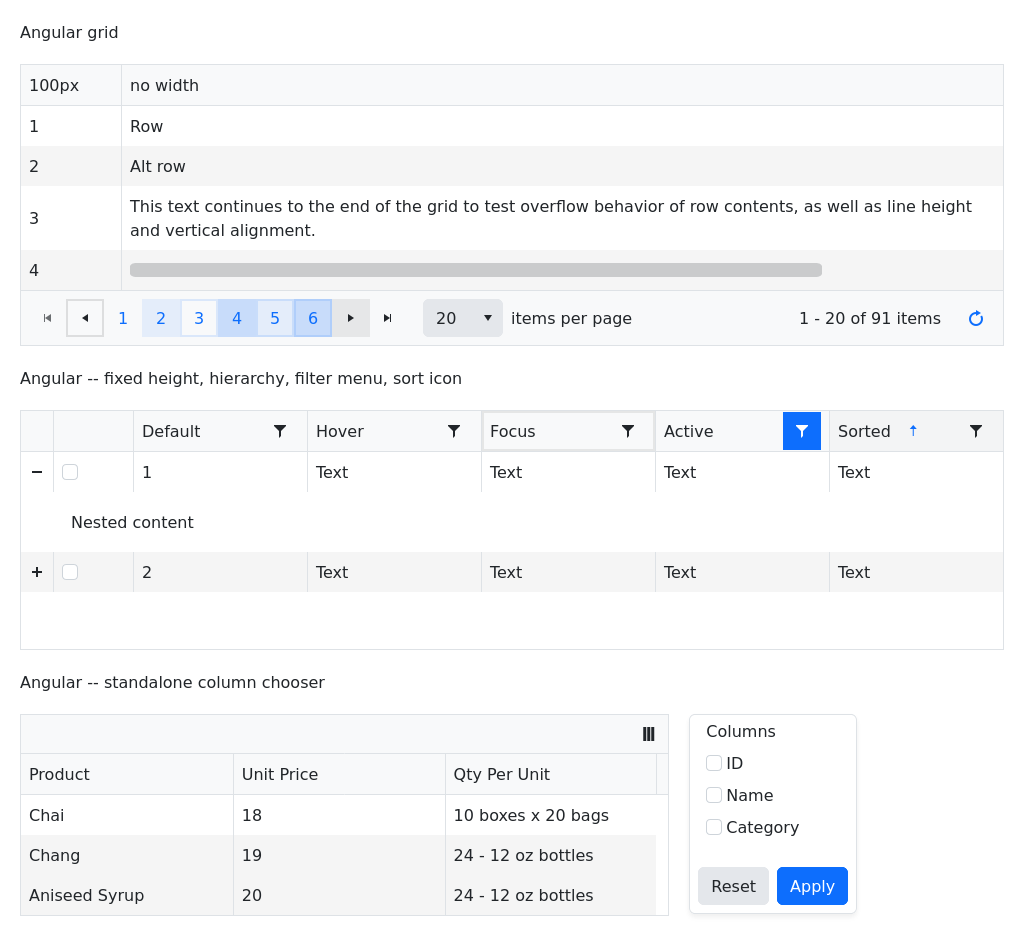 Angular grid
100px no width
1 Row
2 Alt row
3 This text continues to the end of the grid to test overflow behavior of row contents, as well as line height
and vertical alignment.
4
1 2 3 4 5 6 20 items per page 1 - 20 of 91 items
Angular -- fixed height, hierarchy, filter menu, sort icon
Default Hover Focus Active Sorted
1 Text Text Text Text
Nested content
2 Text Text Text Text
Angular -- standalone column chooser
Product Unit Price Qty Per Unit
Chai 18 10 boxes x 20 bags
Chang 19 24 - 12 oz bottles
Aniseed Syrup 20 24 - 12 oz bottles
Columns
ID
Name
Category
Reset Apply